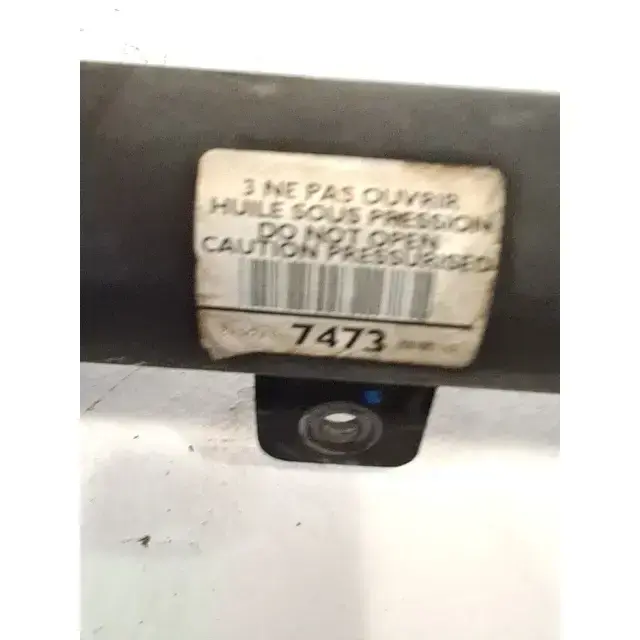 3 NE PAS OUVRIR
HUILE SOUS PRESSION
DO NOT OPEN
CAUTION PRESSURISED
7473